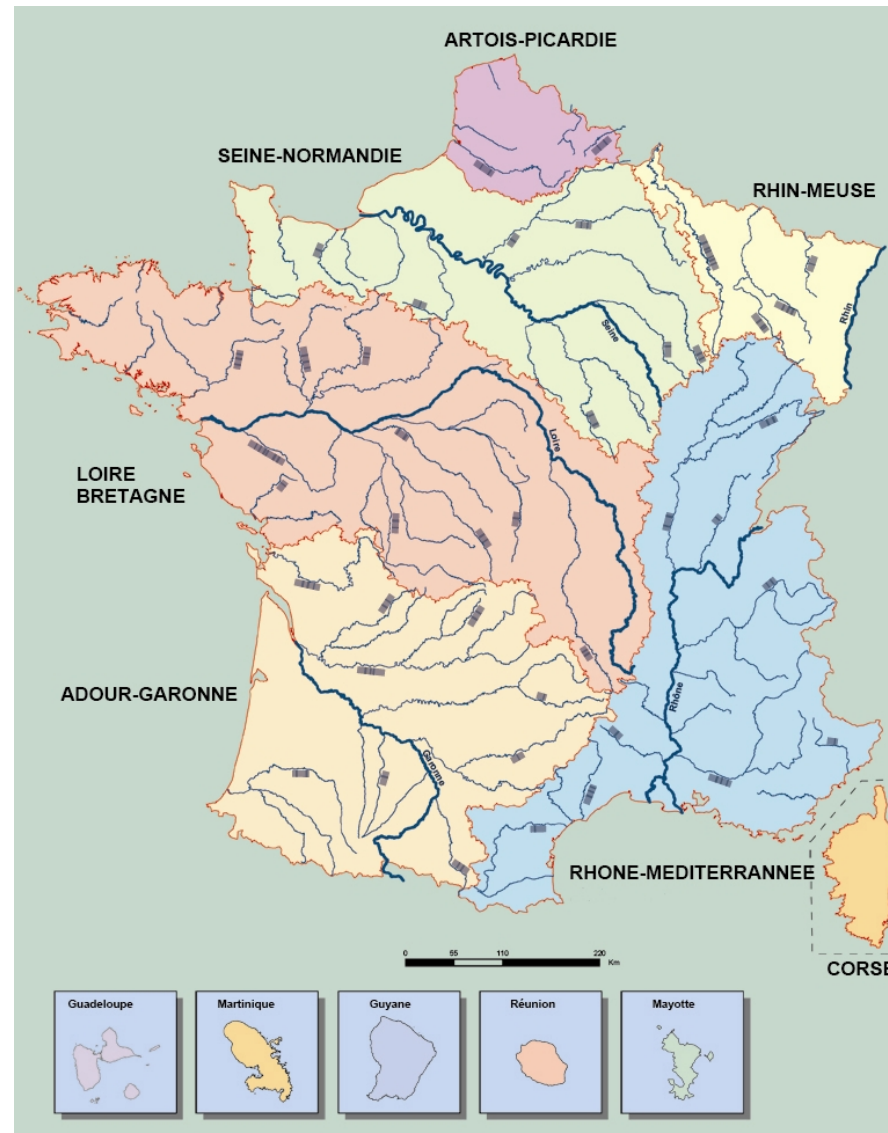 ARTOIS-PICARDIE
SEINE-NORMANDIE
RHIN-MEUSE
Rhin
Seine
Loire
LOIRE
BRETAGNE
ADOUR-GARONNE
Rhône
Garonne
RHONE-MEDITERRANNEE
CORSE
0 55 110 220
Km
Guadeloupe
Martinique
Guyane
Réunion
Mayotte